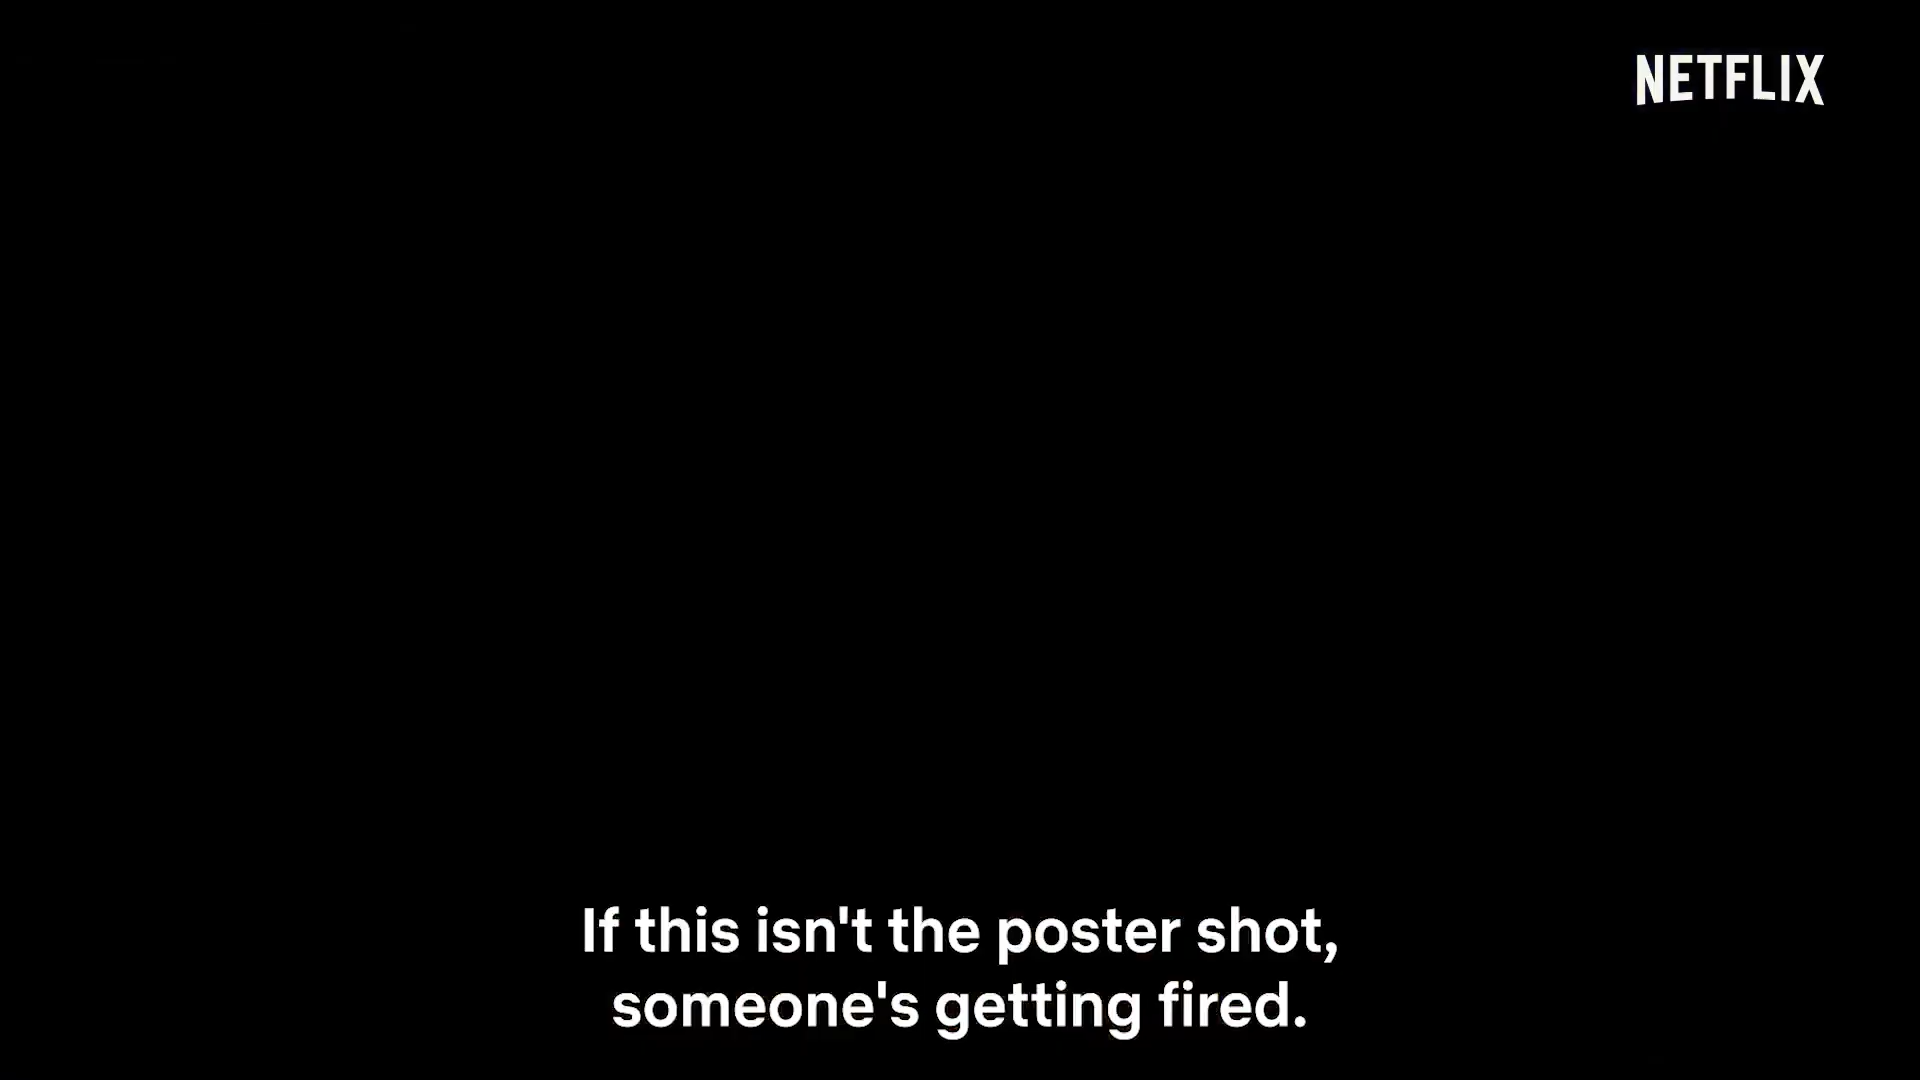 NETFLIX
If this isn't the poster shot,
someone's getting fired.